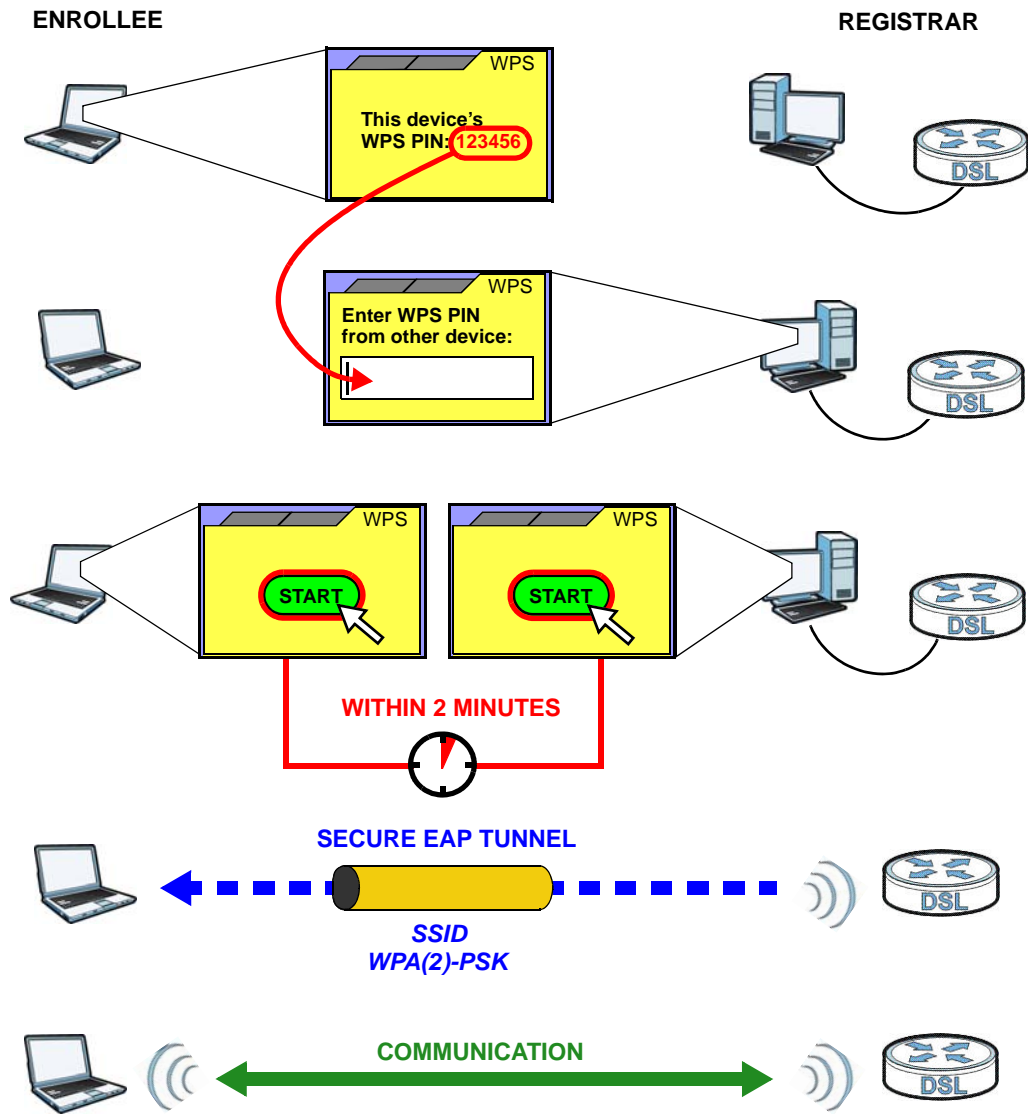 ENROLLEE
REGISTRAR
WPS
This device's
WPS PIN: 123456
DSL
WPS
Enter WPS PIN
from other device:
DSL
WPS
START
WPS
START
DSL
WITHIN 2 MINUTES
SECURE EAP TUNNEL
SSID
WPA(2)-PSK
DSL
COMMUNICATION
DSL